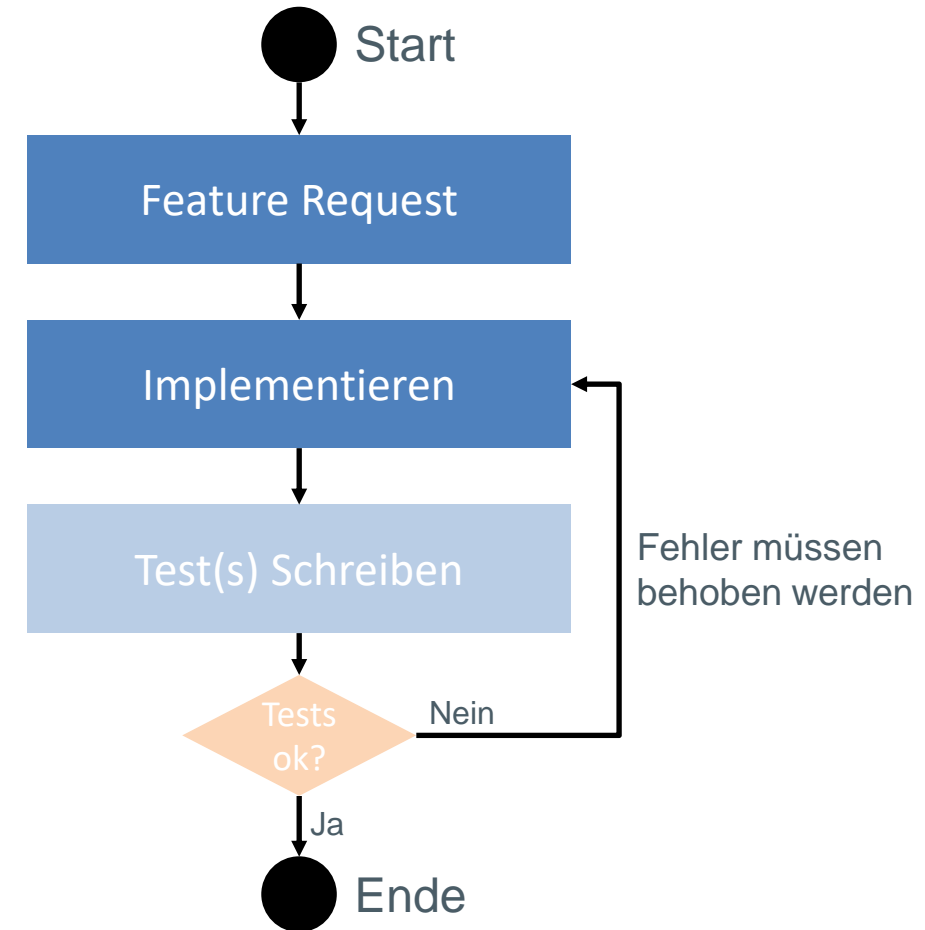 Start
Feature Request
Implementieren
Test(s) Schreiben
Fehler müssen
behoben werden
Tests
ok?
Nein
Ja
Ende